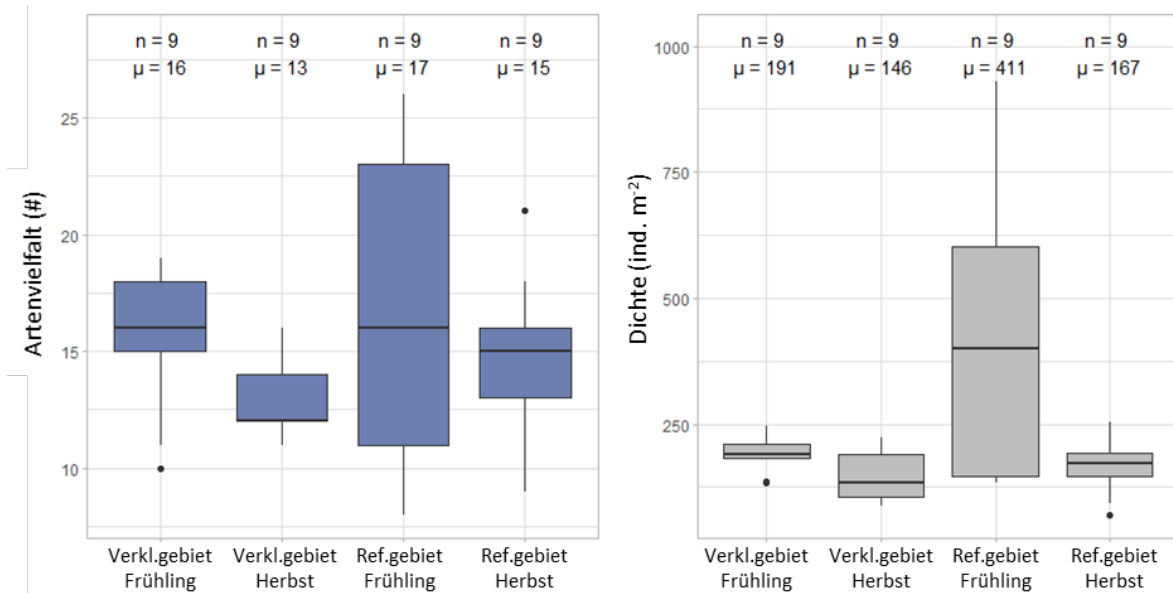 n = 9 n = 9 n = 9 n = 9
μ = 16 μ = 13 μ = 17 μ = 15
Artenvielfalt (#)
25
20
15
10
Verkl.gebiet Verkl.gebiet Ref.gebiet Ref.gebiet
Frühling Herbst Frühling Herbst
n = 9 n = 9 n = 9 n = 9
μ = 191 μ = 146 μ = 411 μ = 167
Dichte (ind. m⁻²)
1000
750
500
250
Verkl.gebiet Verkl.gebiet Ref.gebiet Ref.gebiet
Frühling Herbst Frühling Herbst